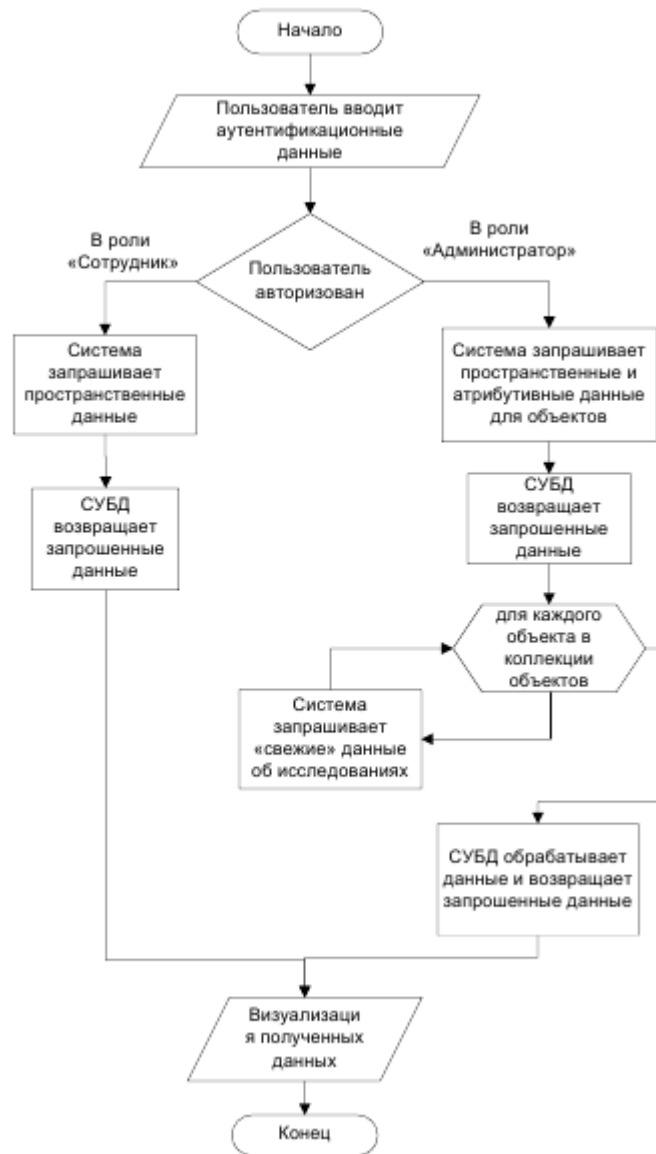 Начало
Пользователь вводит
аутентификационные
данные
В роли
«Сотрудник»
В роли
«Администратор»
Пользователь
авторизован
Система
запрашивает
пространственные
данные
Система запрашивает
пространственные и
атрибутивные данные
для объектов
СУБД
возвращает
запрошенные
данные
СУБД
возвращает
запрошенные
данные
для каждого
объекта в
коллекции
объектов
Система
запрашивает
«свежие» данные
об исследованиях
СУБД обрабатывает
данные и возвращает
запрошенные данные
Визуализаци
я полученных
данных
Конец